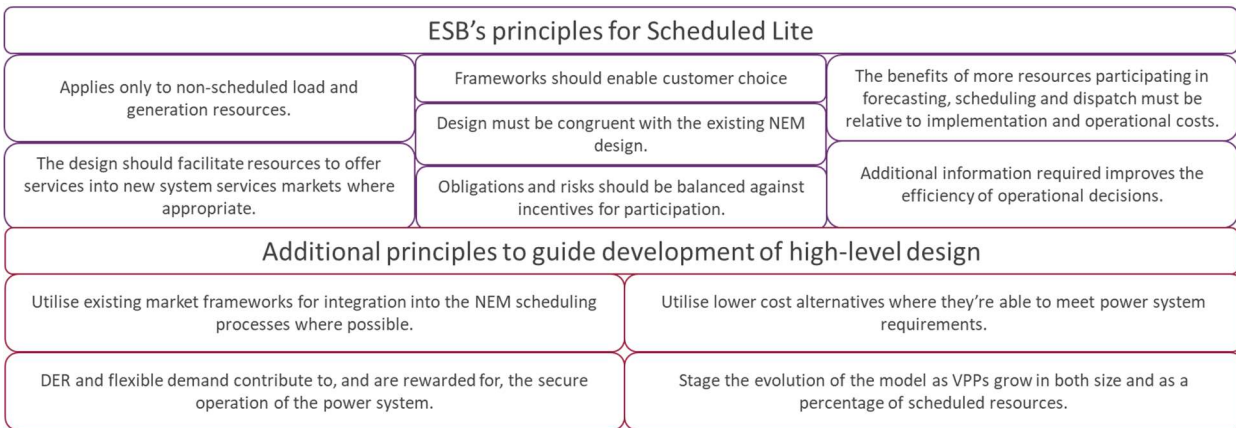 ESB's principles for Scheduled Lite
Applies only to non-scheduled load and
generation resources.
The design should facilitate resources to offer
services into new system services markets where
appropriate.
Frameworks should enable customer choice
Design must be congruent with the existing NEM
design.
Obligations and risks should be balanced against
incentives for participation.
The benefits of more resources participating in
forecasting, scheduling and dispatch must be
relative to implementation and operational costs.
Additional information required improves the
efficiency of operational decisions.
Additional principles to guide development of high-level design
Utilise existing market frameworks for integration into the NEM scheduling
processes where possible.
Utilise lower cost alternatives where they're able to meet power system
requirements.
DER and flexible demand contribute to, and are rewarded for, the secure
operation of the power system.
Stage the evolution of the model as VPPs grow in both size and as a
percentage of scheduled resources.